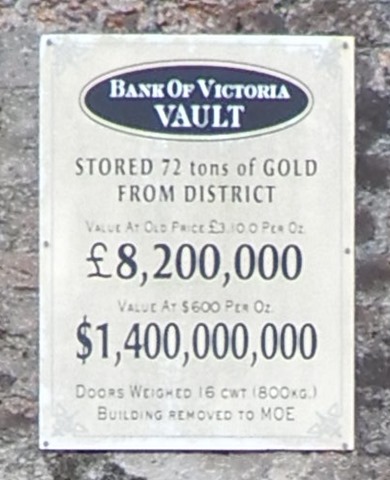 BANK OF VICTORIA
VAULT
STORED 72 tons of GOLD
FROM DISTRICT
VALUE AT OLD PRICE £3.10.0 PER OZ.
£8,200,000
VALUE AT $600 PER OZ.
$1,400,000,000
DOORS WEIGHED 16 CWT (800KG.)
BUILDING REMOVED TO MOE